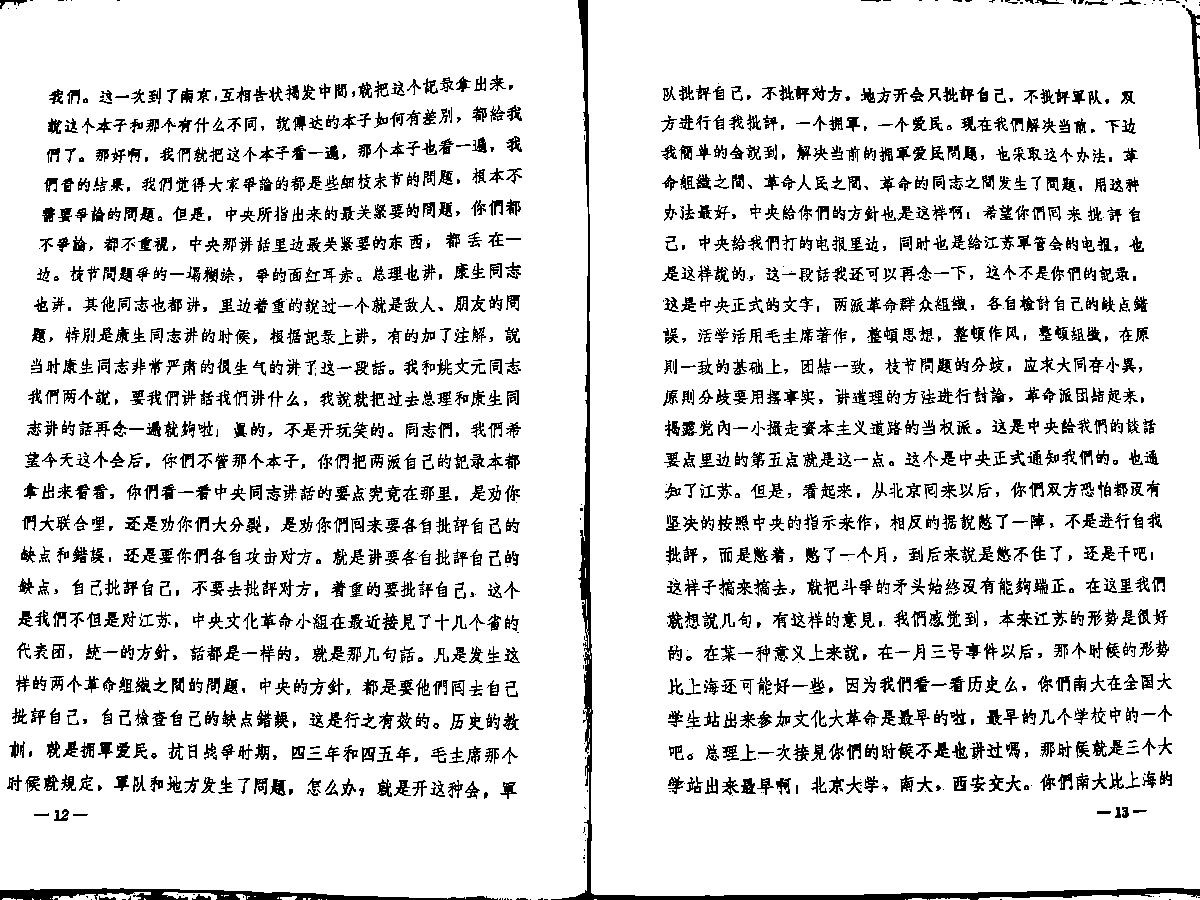 我們。这一次到了南京，互相告状揭发中間，就把这个記录拿出来，
就这个本子和那个有什么不同，說傳达的本子如何有差別，都給我
們了。那好啊，我們就把这个本子看一遍，那个本子也看一遍，我
們看的结果，我們觉得大家爭論的都是些細枝末节的問題，根本不
需要爭論的問題。但是，中央所指出来的最关紧要的問題，你們都
不爭論，都不重視，中央那讲話里边最关紧要的东西，都丢在一
边。枝节問題爭的一塌糊涂，爭的面紅耳赤。总理也讲，康生同志
也讲，其他同志也都讲，里边着重的說过一个就是敌人、朋友的問
題，特別是康生同志讲的时候，根据記录上讲，有的加了注解，說
当时康生同志非常严肃的很生气的讲了这一段話。我和姚文元同志
我們两个說，要我們讲話我們讲什么，我說就把过去总理和康生同
志讲的話再念一遍就夠啦；眞的，不是开玩笑的。同志們，我們希
望今天这个会后，你們不管那个本子，你們把两派自己的記录本都
拿出来看看，你們看一看中央同志讲話的要点究竟在那里，是劝你
們大联合哩，还是劝你們大分裂，是劝你們囘来要各自批評自己的
缺点和錯誤，还是要你們各自攻击对方。就是讲要各自批評自己的
缺点，自己批評自己，不要去批評对方，着重的要批評自己。这个
是我們不但是对江苏，中央文化革命小組在最近接見了十几个省的
代表团，統一的方針，話都是一样的，就是那几句話。凡是发生这
样的两个革命組織之間的問題，中央的方針，都是要他們囘去自己
批評自己，自己檢查自己的缺点錯誤，这是行之有效的。历史的教
訓，就是拥軍爱民。抗日战爭时期，四三年和四五年，毛主席那个
时候就規定，軍队和地方发生了問題，怎么办？就是开这种会，軍
—12—
队批評自己，不批評对方，地方开会只批評自己，不批評軍队，双
方进行自我批評，一个拥軍，一个爱民。現在我們解决当前，下边
我簡单的会說到，解决当前的拥軍爱民問題，也采取这个办法。革
命組織之間、革命人民之間、革命的同志之間发生了問題，用这种
办法最好，中央給你們的方針也是这样啊；希望你們囘来批評自
己，中央給我們打的电报里边，同时也是給江苏軍管会的电报，也
是这样說的，这一段話我还可以再念一下，这个不是你們的記录，
这是中央正式的文字；两派革命群众組織，各自檢討自己的缺点錯
誤，活学活用毛主席著作，整頓思想，整頓作风，整頓組織，在原
則一致的基础上，团結一致，枝节問題的分歧，应求大同存小異，
原則分歧要用摆事实，讲道理的方法进行討論，革命派团結起来，
揭露党內一小撮走資本主义道路的当权派。这是中央給我們的談話
要点里边的第五点就是这一点。这个是中央正式通知我們的。也通
知了江苏。但是，看起来，从北京囘来以后，你們双方恐怕都沒有
坚决的按照中央的指示来作，相反的据說憋了一陣，不是进行自我
批評，而是憋着，憋了一个月，到后来說是憋不住了，还是干吧；
这样子搞来搞去，就把斗爭的矛头始終沒有能夠端正。在这里我們
就想說几句，有这样的意見，我們感觉到，本来江苏的形势是很好
的。在某一种意义上来說，在一月三号事件以后，那个时候的形势
比上海还可能好一些，因为我們看一看历史么，你們南大在全国大
学生站出来参加文化大革命是最早的啦，最早的几个学校中的一个
吧。总理上一次接見你們的时候不是也讲过嗎，那时候就是三个大
学站出来最早啊；北京大学，南大，西安交大。你們南大比上海的
—13—